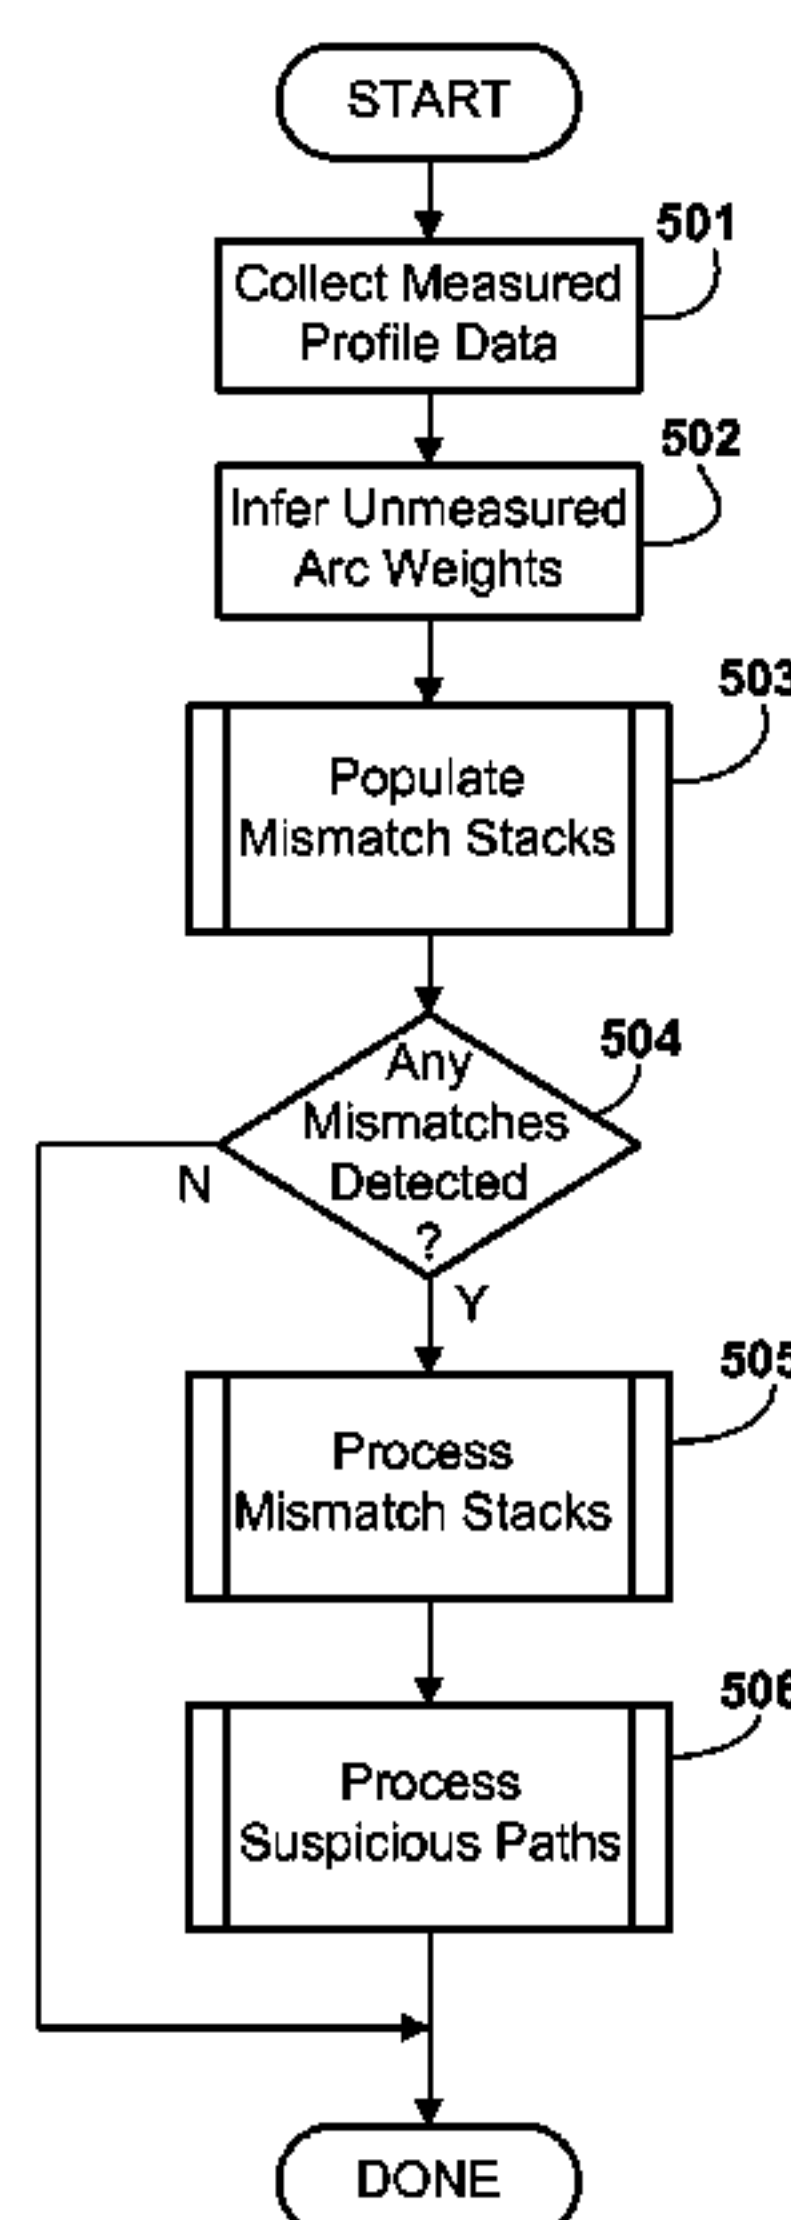 START
501
Collect Measured
Profile Data
502
Infer Unmeasured
Arc Weights
503
Populate
Mismatch Stacks
504
Any
Mismatches
Detected
?
N
Y
505
Process
Mismatch Stacks
506
Process
Suspicious Paths
DONE